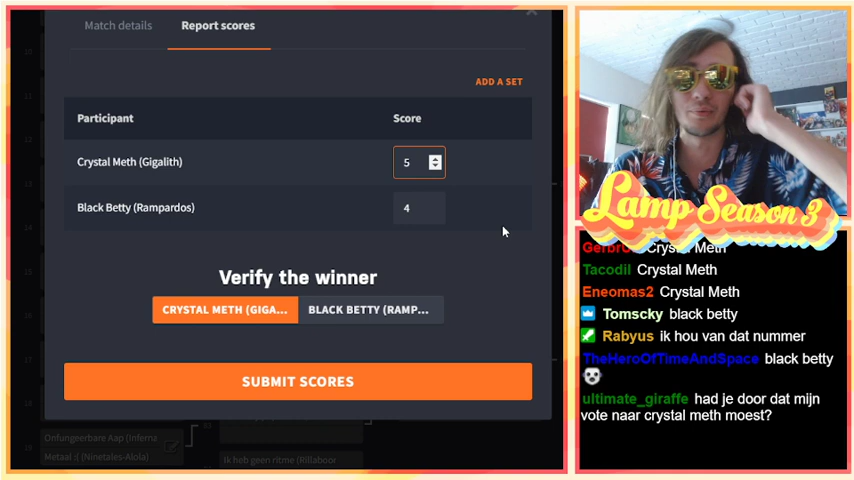 Match details
Report scores
ADD A SET
Participant
Score
Crystal Meth (Gigalith)
5
Black Betty (Rampardos)
4
Verify the winner
CRYSTAL METH (GIGA...
BLACK BETTY (RAMP...
SUBMIT SCORES
Onfungeerbare Aap (Inferna
Metaal :( (Ninetales-Alola)
Ik heb geen ritme (Rillaboor
Lamp Season 3
Crystal Meth
Tacodil Crystal Meth
Eneomas2 Crystal Meth
Tomscky black betty
Rabyus ik hou van dat nummer
TheHeroOfTimeAndSpace black betty
ultimate_giraffe had je door dat mijn
vote naar crystal meth moest?